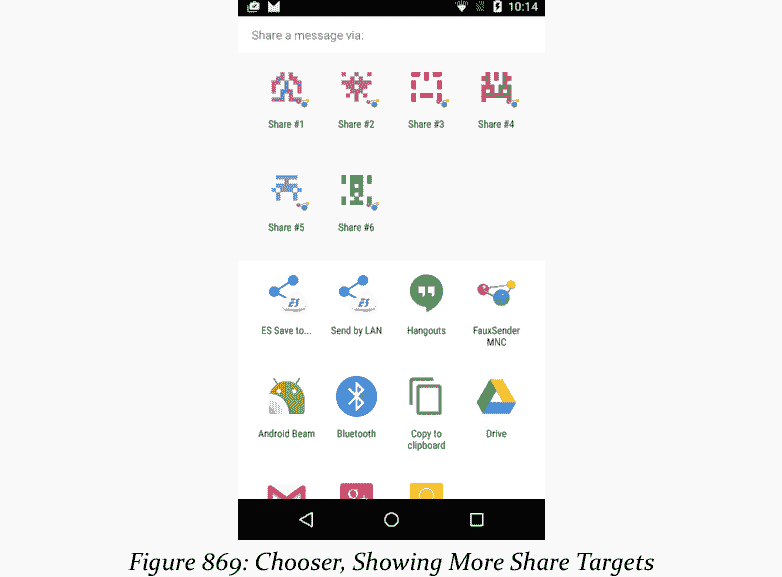 10:14
Share a message via:
Share #1 Share #2 Share #3 Share #4
Share #5 Share #6
ES ES
ES Save to... Send by LAN Hangouts FauxSender
MNC
Android Beam Bluetooth Copy to Drive
clipboard
g+
Figure 869: Chooser, Showing More Share Targets